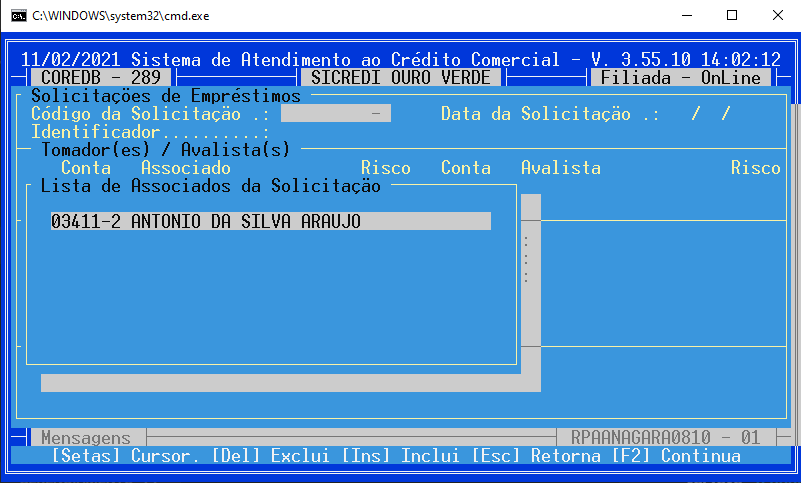 C:\WINDOWS\system32\cmd.exe
11/02/2021 Sistema de Atendimento ao Crédito Comercial - V. 3.55.10 14:02:12
COREDB - 289 SICREDI OURO VERDE Filiada - OnLine
Solicitações de Empréstimos
Código da Solicitação .: - Data da Solicitação .: / /
Identificador..........:
Tomador(es) / Avalista(s)
Conta Associado Risco Conta Avalista Risco
Lista de Associados da Solicitação
03411-2 ANTONIO DA SILVA ARAUJO
:
:
:
Mensagens RPAANAGARA0810 - 01
[Setas] Cursor. [Del] Exclui [Ins] Inclui [Esc] Retorna [F2] Continua